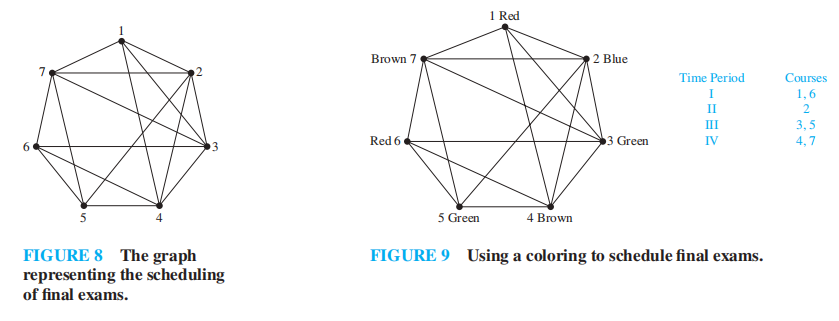 1
7
2
6
3
5
4
FIGURE 8 The graph
representing the scheduling
of final exams.
1 Red
Brown 7
2 Blue
Red 6
3 Green
5 Green
4 Brown
FIGURE 9 Using a coloring to schedule final exams.
Time Period Courses
I 1, 6
II 2
III 3, 5
IV 4, 7